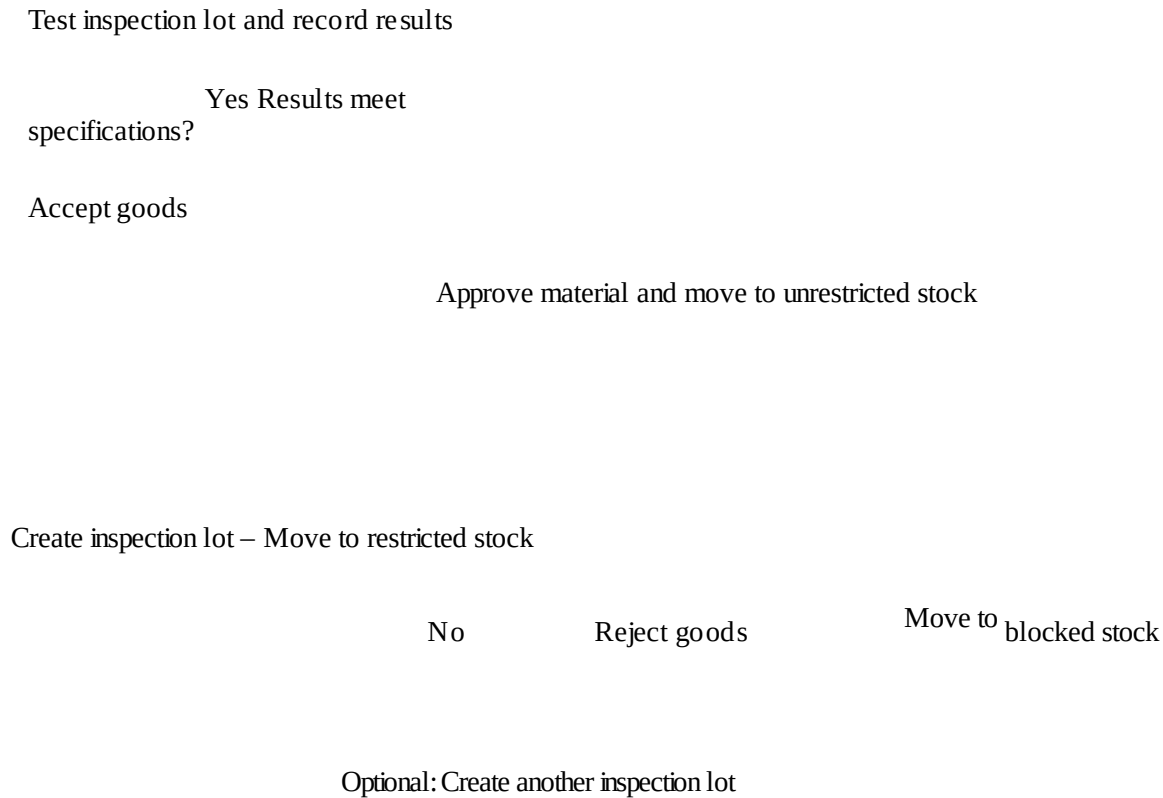 Test inspection lot and record results
Yes Results meet
specifications?
Accept goods
Approve material and move to unrestricted stock
Create inspection lot – Move to restricted stock
No Reject goods Move to blocked stock
Optional: Create another inspection lot